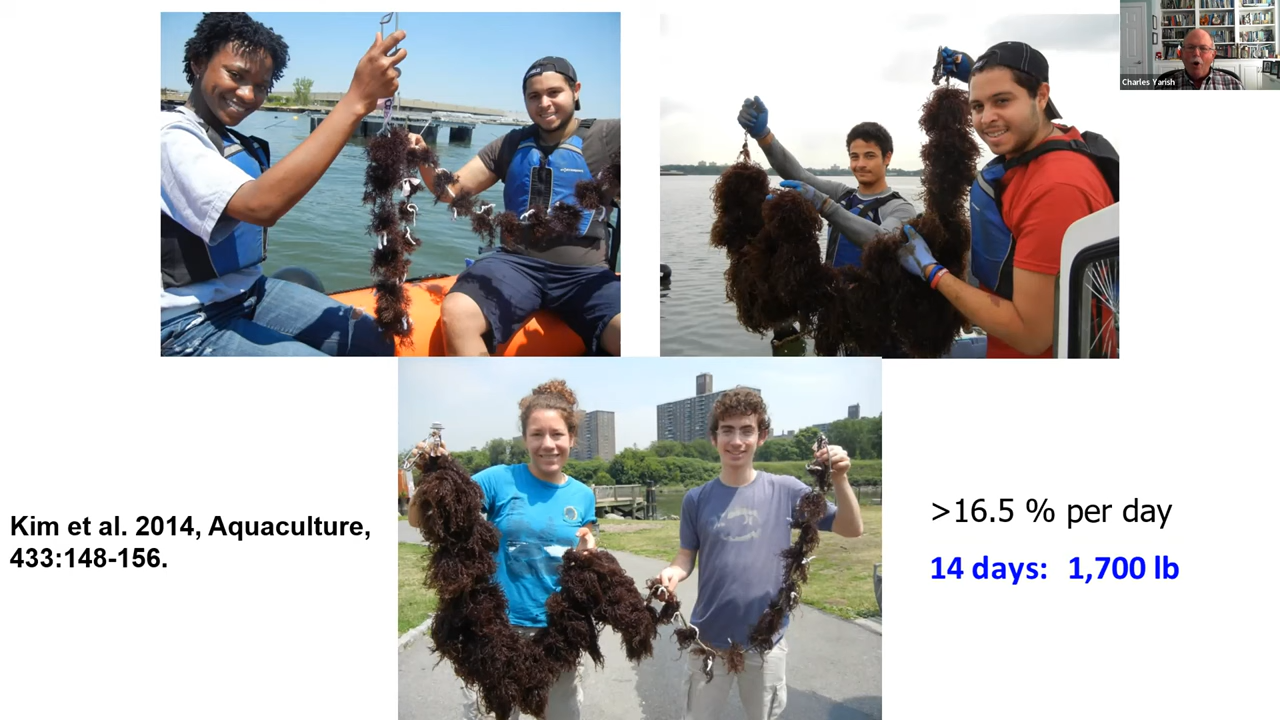 Charles Yarish
Kim et al. 2014, Aquaculture,
433:148-156.
>16.5 % per day
14 days: 1,700 lb